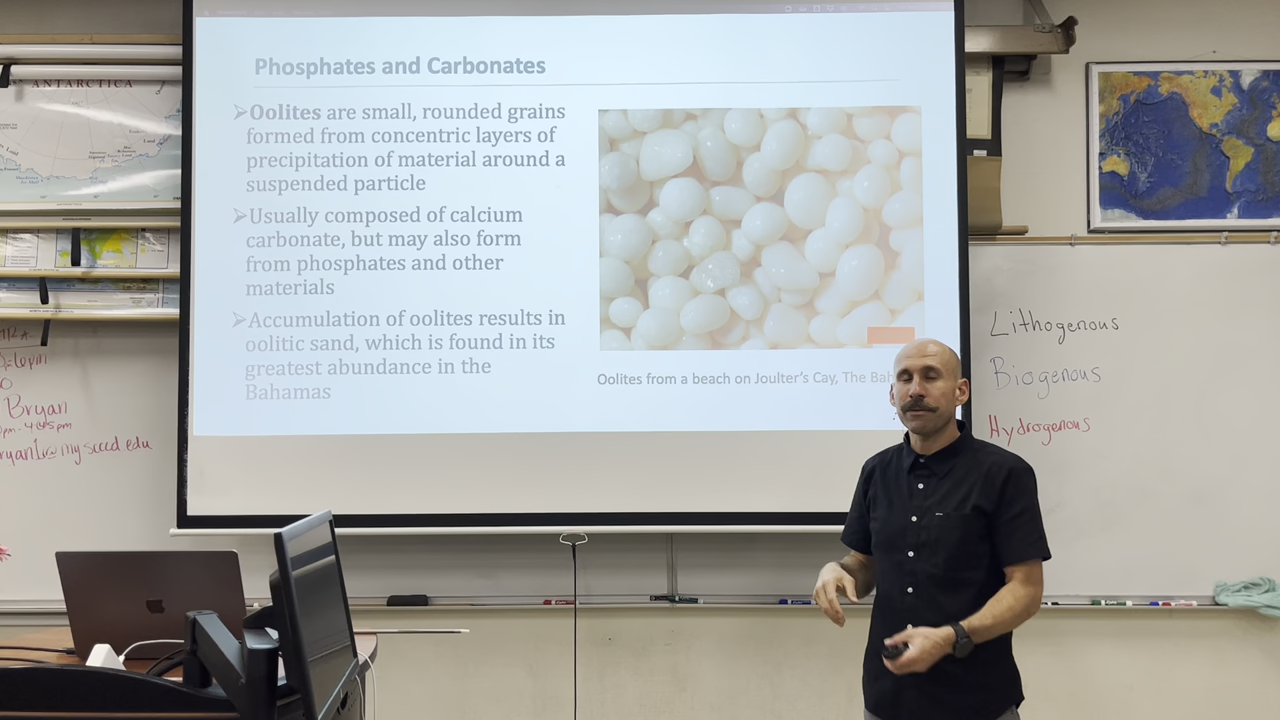 Phosphates and Carbonates
➢Oolites are small, rounded grains
formed from concentric layers of
precipitation of material around a
suspended particle
➢Usually composed of calcium
carbonate, but may also form
from phosphates and other
materials
➢Accumulation of oolites results in
oolitic sand, which is found in its
greatest abundance in the
Bahamas
Oolites from a beach on Joulter's Cay, The
ANTARCTICA
Bryan
Lithogenous
Biogenous
Hydrogenous